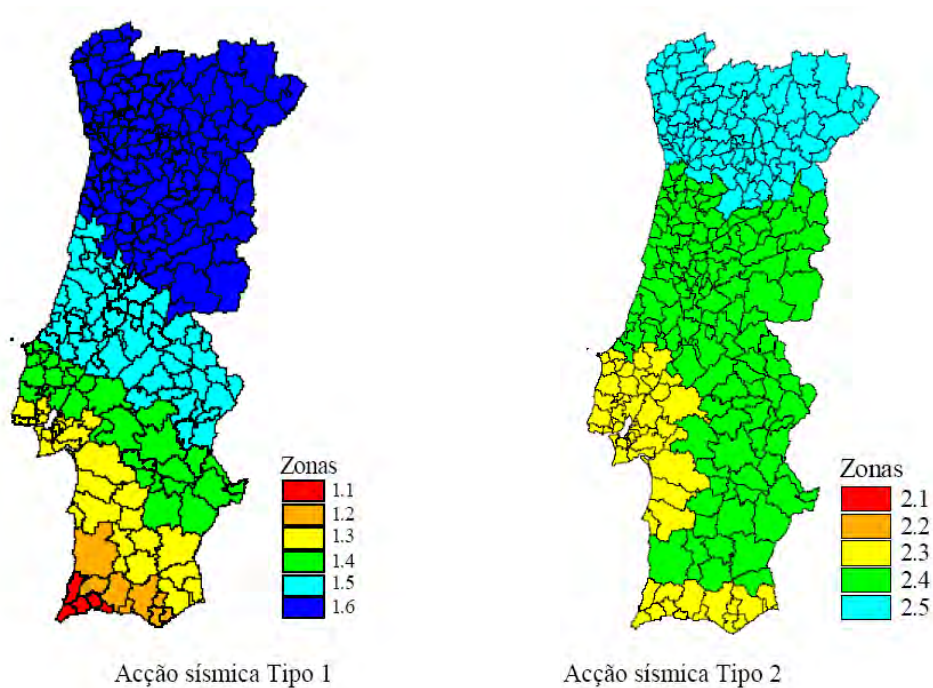 Zonas
1.1
1.2
1.3
1.4
1.5
1.6
Acção sísmica Tipo 1
Zonas
2.1
2.2
2.3
2.4
2.5
Acção sísmica Tipo 2